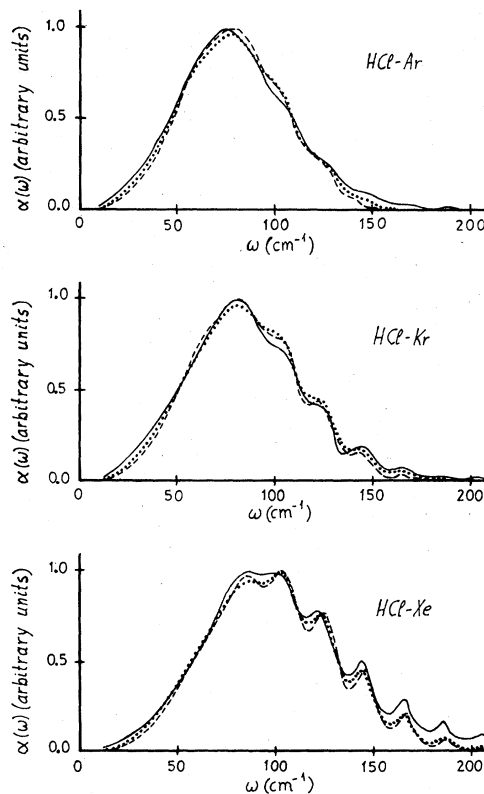 HCl-Ar
α(ω) (arbitrary units)
1.0
0.5
0.0
0 50 100 150 200
ω (cm⁻¹)
HCl-Kr
α(ω) (arbitrary units)
1.0
0.5
0.0
0 50 100 150 200
ω (cm⁻¹)
HCl-Xe
α(ω) (arbitrary units)
1.0
0.5
0.0
0 50 100 150 200
ω (cm⁻¹)